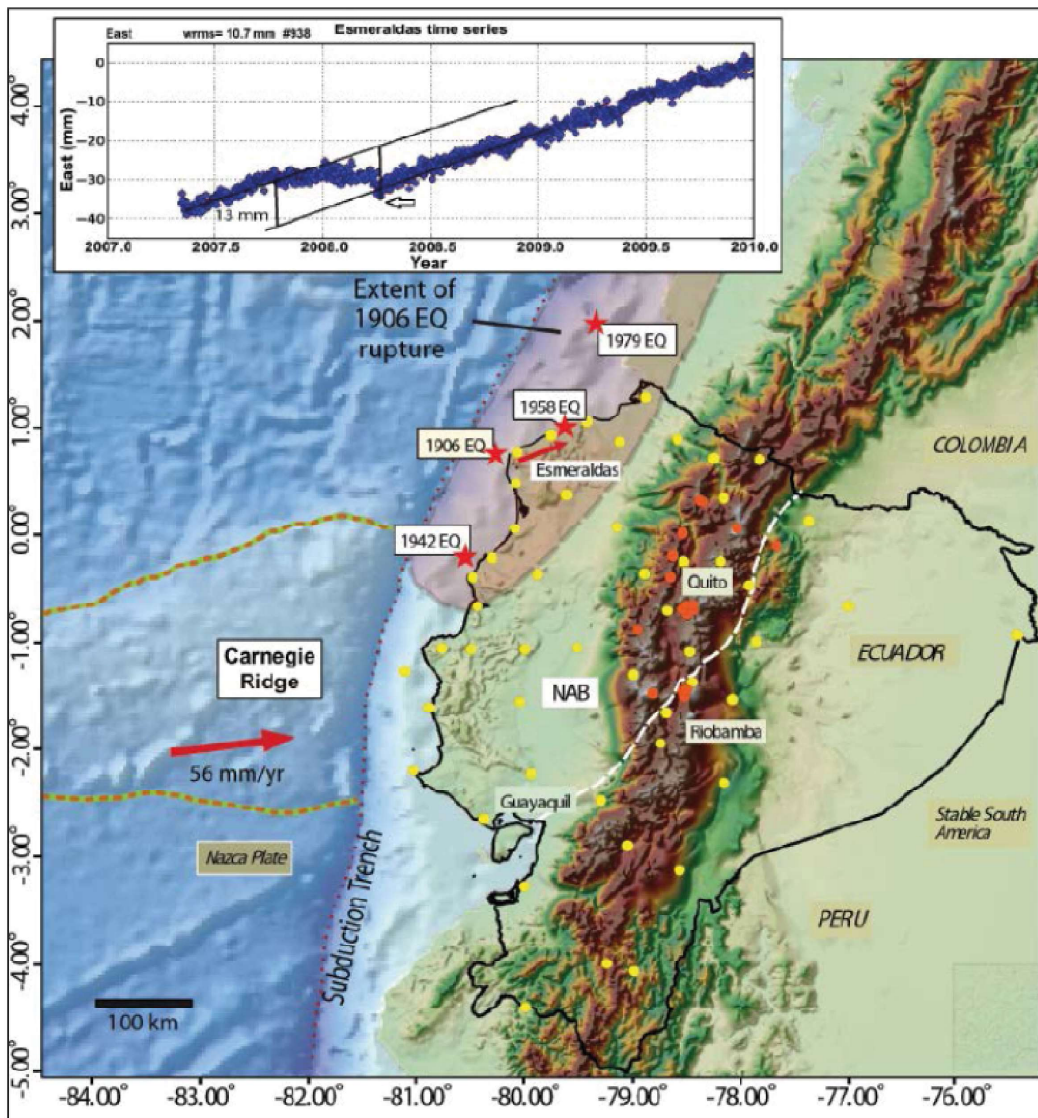 East wrms= 10.7 mm #938 Esmeraldas time series
0
−10
−20
−30
−40
East (mm)
13 mm
2007.0 2007.5 2008.0 2008.5 2009.0 2009.5 2010.0
Year
4.00°
3.00°
2.00°
1.00°
0.00°
-1.00°
-2.00°
-3.00°
-4.00°
-5.00°
Extent of
1906 EQ
rupture
1979 EQ
1958 EQ
1906 EQ
Esmeraldas
COLOMBIA
1942 EQ
Quito
Carnegie
Ridge
NAB
ECUADOR
Riobamba
56 mm/yr
Guayaquil
Stable South
America
Nazca Plate
Subduction Trench
PERU
100 km
-84.00° -83.00° -82.00° -81.00° -80.00° -79.00° -78.00° -77.00° -76.00°